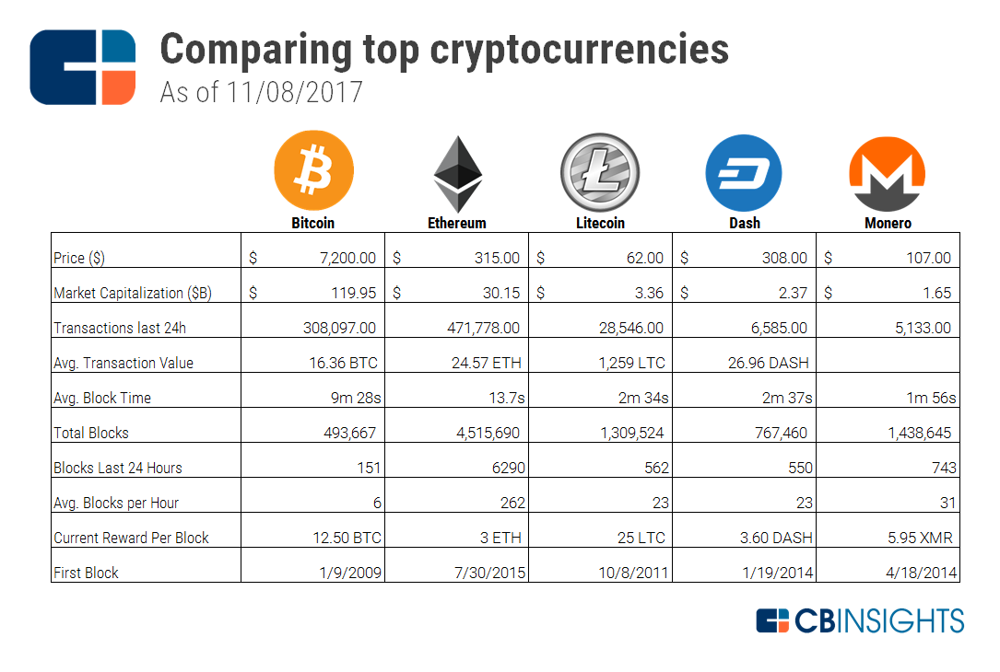 Comparing top cryptocurrencies
As of 11/08/2017
Bitcoin Ethereum Litecoin Dash Monero
Price ($) $ 7,200.00 $ 315.00 $ 62.00 $ 308.00 $ 107.00
Market Capitalization ($B) $ 119.95 $ 30.15 $ 3.36 $ 2.37 $ 1.65
Transactions last 24h 308,097.00 471,778.00 28,546.00 6,585.00 5,133.00
Avg. Transaction Value 16.36 BTC 24.57 ETH 1,259 LTC 26.96 DASH
Avg. Block Time 9m 28s 13.7s 2m 34s 2m 37s 1m 56s
Total Blocks 493,667 4,515,690 1,309,524 767,460 1,438,645
Blocks Last 24 Hours 151 6290 562 550 743
Avg. Blocks per Hour 6 262 23 23 31
Current Reward Per Block 12.50 BTC 3 ETH 25 LTC 3.60 DASH 5.95 XMR
First Block 1/9/2009 7/30/2015 10/8/2011 1/19/2014 4/18/2014
CBINSIGHTS